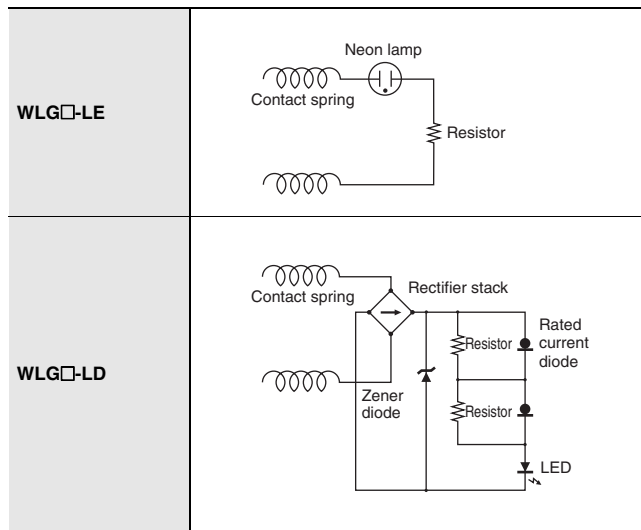 WLG□-LE
Neon lamp
Contact spring
Resistor
WLG□-LD
Contact spring
Rectifier stack
Zener
diode
Resistor
Rated
current
diode
Resistor
LED